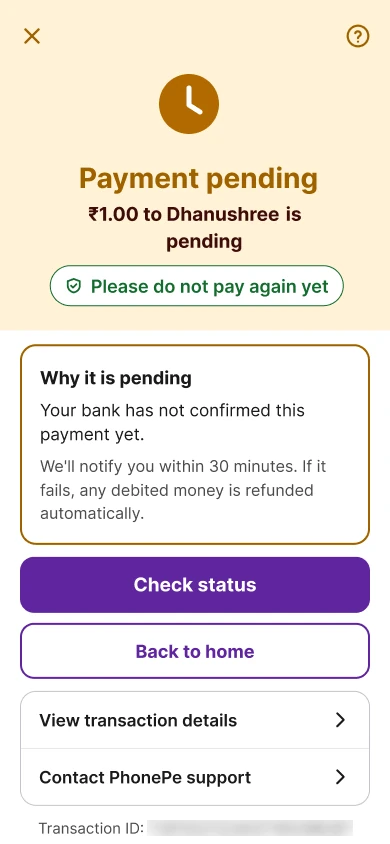 Payment pending
₹1.00 to Dhanushree is
pending
Please do not pay again yet
Why it is pending
Your bank has not confirmed this
payment yet.
We'll notify you within 30 minutes. If it
fails, any debited money is refunded
automatically.
Check status
Back to home
View transaction details
Contact PhonePe support
Transaction ID: